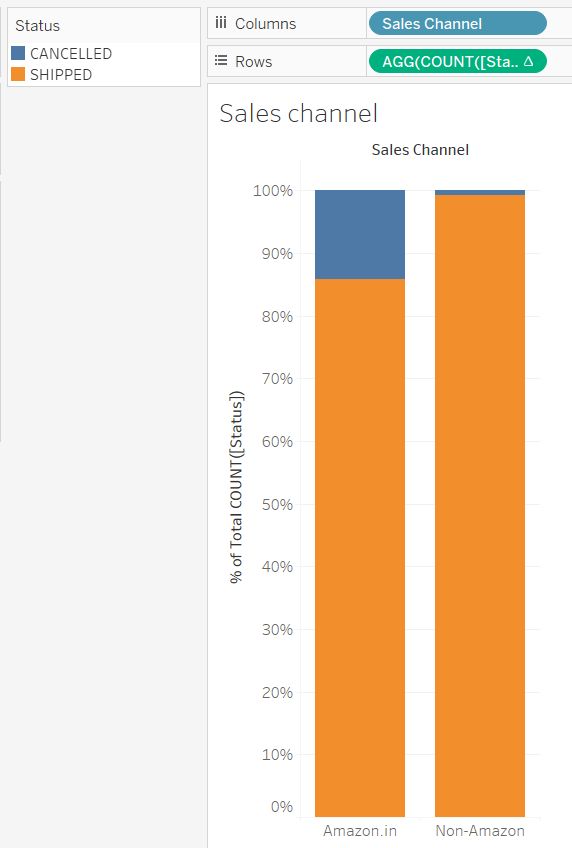 Status
CANCELLED
SHIPPED
Columns
Sales Channel
Rows
AGG(COUNT([Sta.. Δ
Sales channel
Sales Channel
100%
90%
80%
70%
60%
50%
40%
30%
20%
10%
0%
% of Total COUNT([Status])
Amazon.in
Non-Amazon